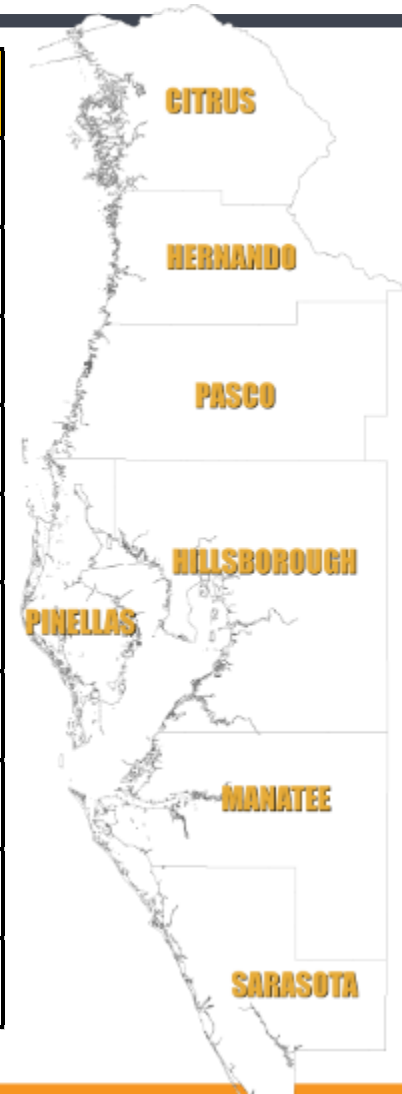 CITRUS
HERNANDO
PASCO
HILLSBOROUGH
PINELLAS
MANATEE
SARASOTA